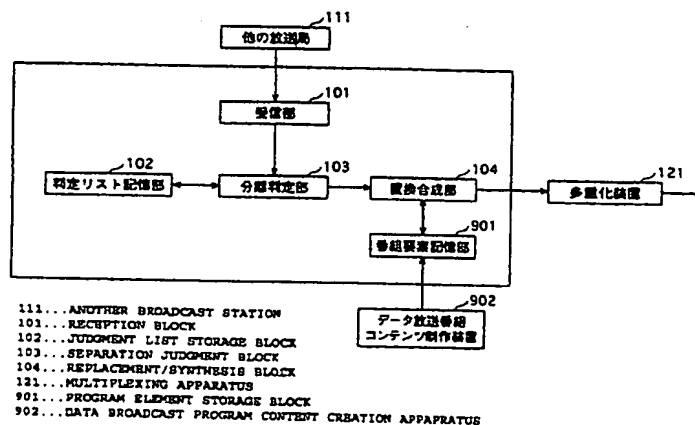 111
他の放送局
101
受信部
102
判定リスト記憶部
103
分離判定部
104
置換合成部
121
多重化装置
901
番組要素記憶部
902
データ放送番組
コンテンツ制作装置
111...ANOTHER BROADCAST STATION
101...RECEPTION BLOCK
102...JUDGMENT LIST STORAGE BLOCK
103...SEPARATION JUDGMENT BLOCK
104...REPLACEMENT/SYNTHESIS BLOCK
121...MULTIPLEXING APPARATUS
901...PROGRAM ELEMENT STORAGE BLOCK
902...DATA BROADCAST PROGRAM CONTENT CREATION APPAPRATUS